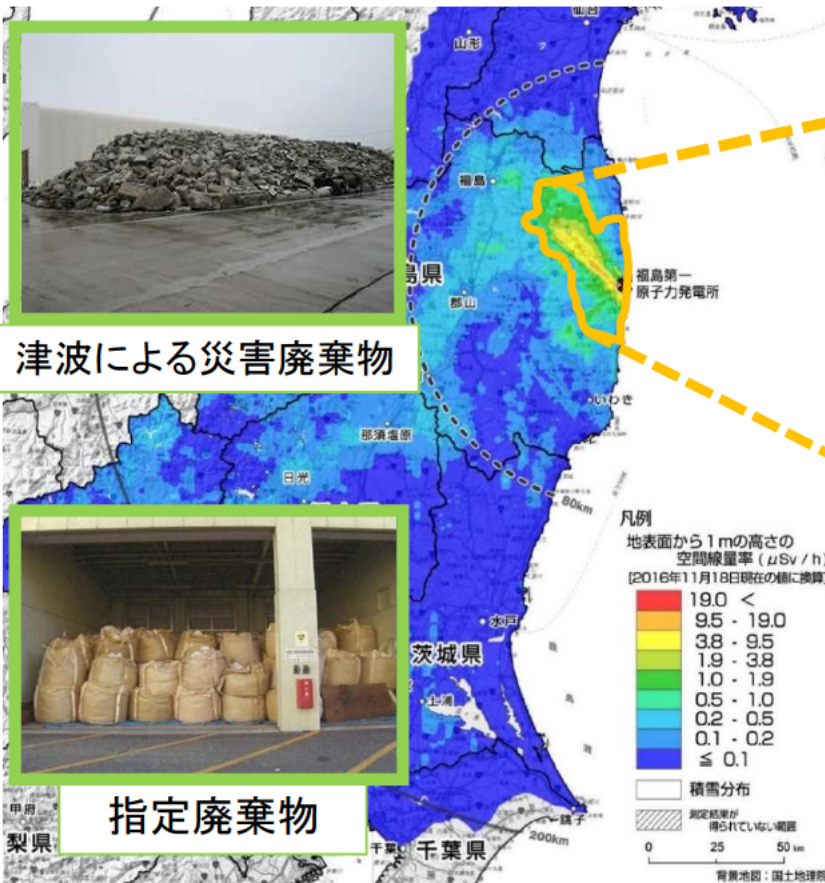 仙台
山形
福島
福島第一
原子力発電所
島県
郡山
津波による災害廃棄物
いわき
那須塩原
日光
80km
凡例
地表面から1mの高さの
空間線量率(μSv / h)
[2016年11月18日現在の値に換算]
19.0 <
9.5 - 19.0
3.8 - 9.5
1.9 - 3.8
1.0 - 1.9
0.5 - 1.0
0.2 - 0.5
0.1 - 0.2
≦ 0.1
積雪分布
測定結果が
得られていない範囲
0 25 50 km
背景地図:国土地理院
水戸
茨城県
土浦
鹿島灘
指定廃棄物
甲府
梨県
銚子
200km
千葉
千葉県